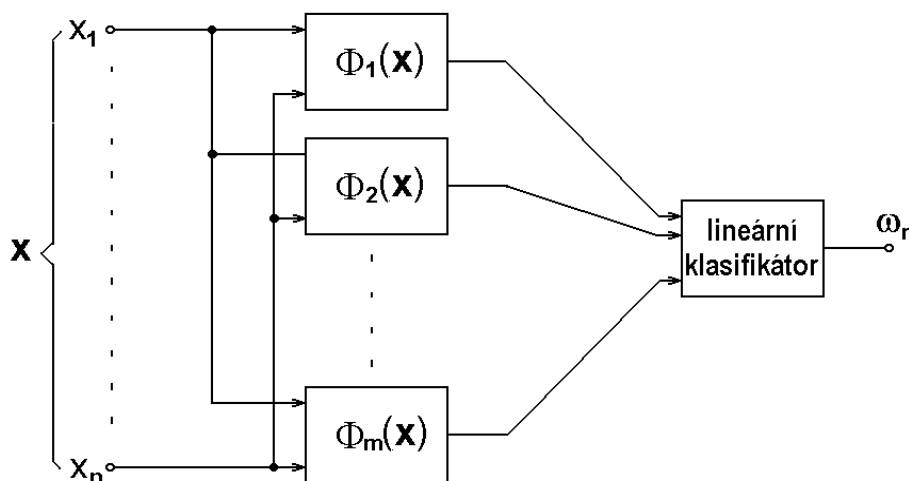 x₁
Φ₁(x)
Φ₂(x)
x
lineární
klasifikátor
ωᵣ
Φₘ(x)
xₙ